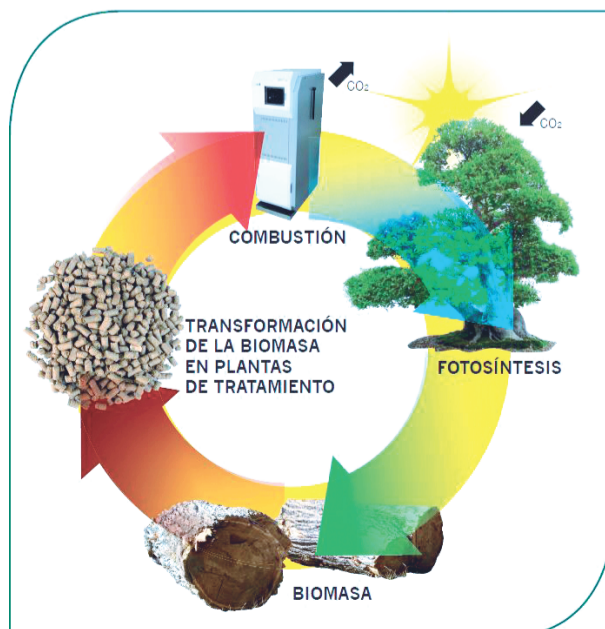 CO₂
CO₂
COMBUSTIÓN
TRANSFORMACIÓN
DE LA BIOMASA
EN PLANTAS
DE TRATAMIENTO
FOTOSÍNTESIS
BIOMASA